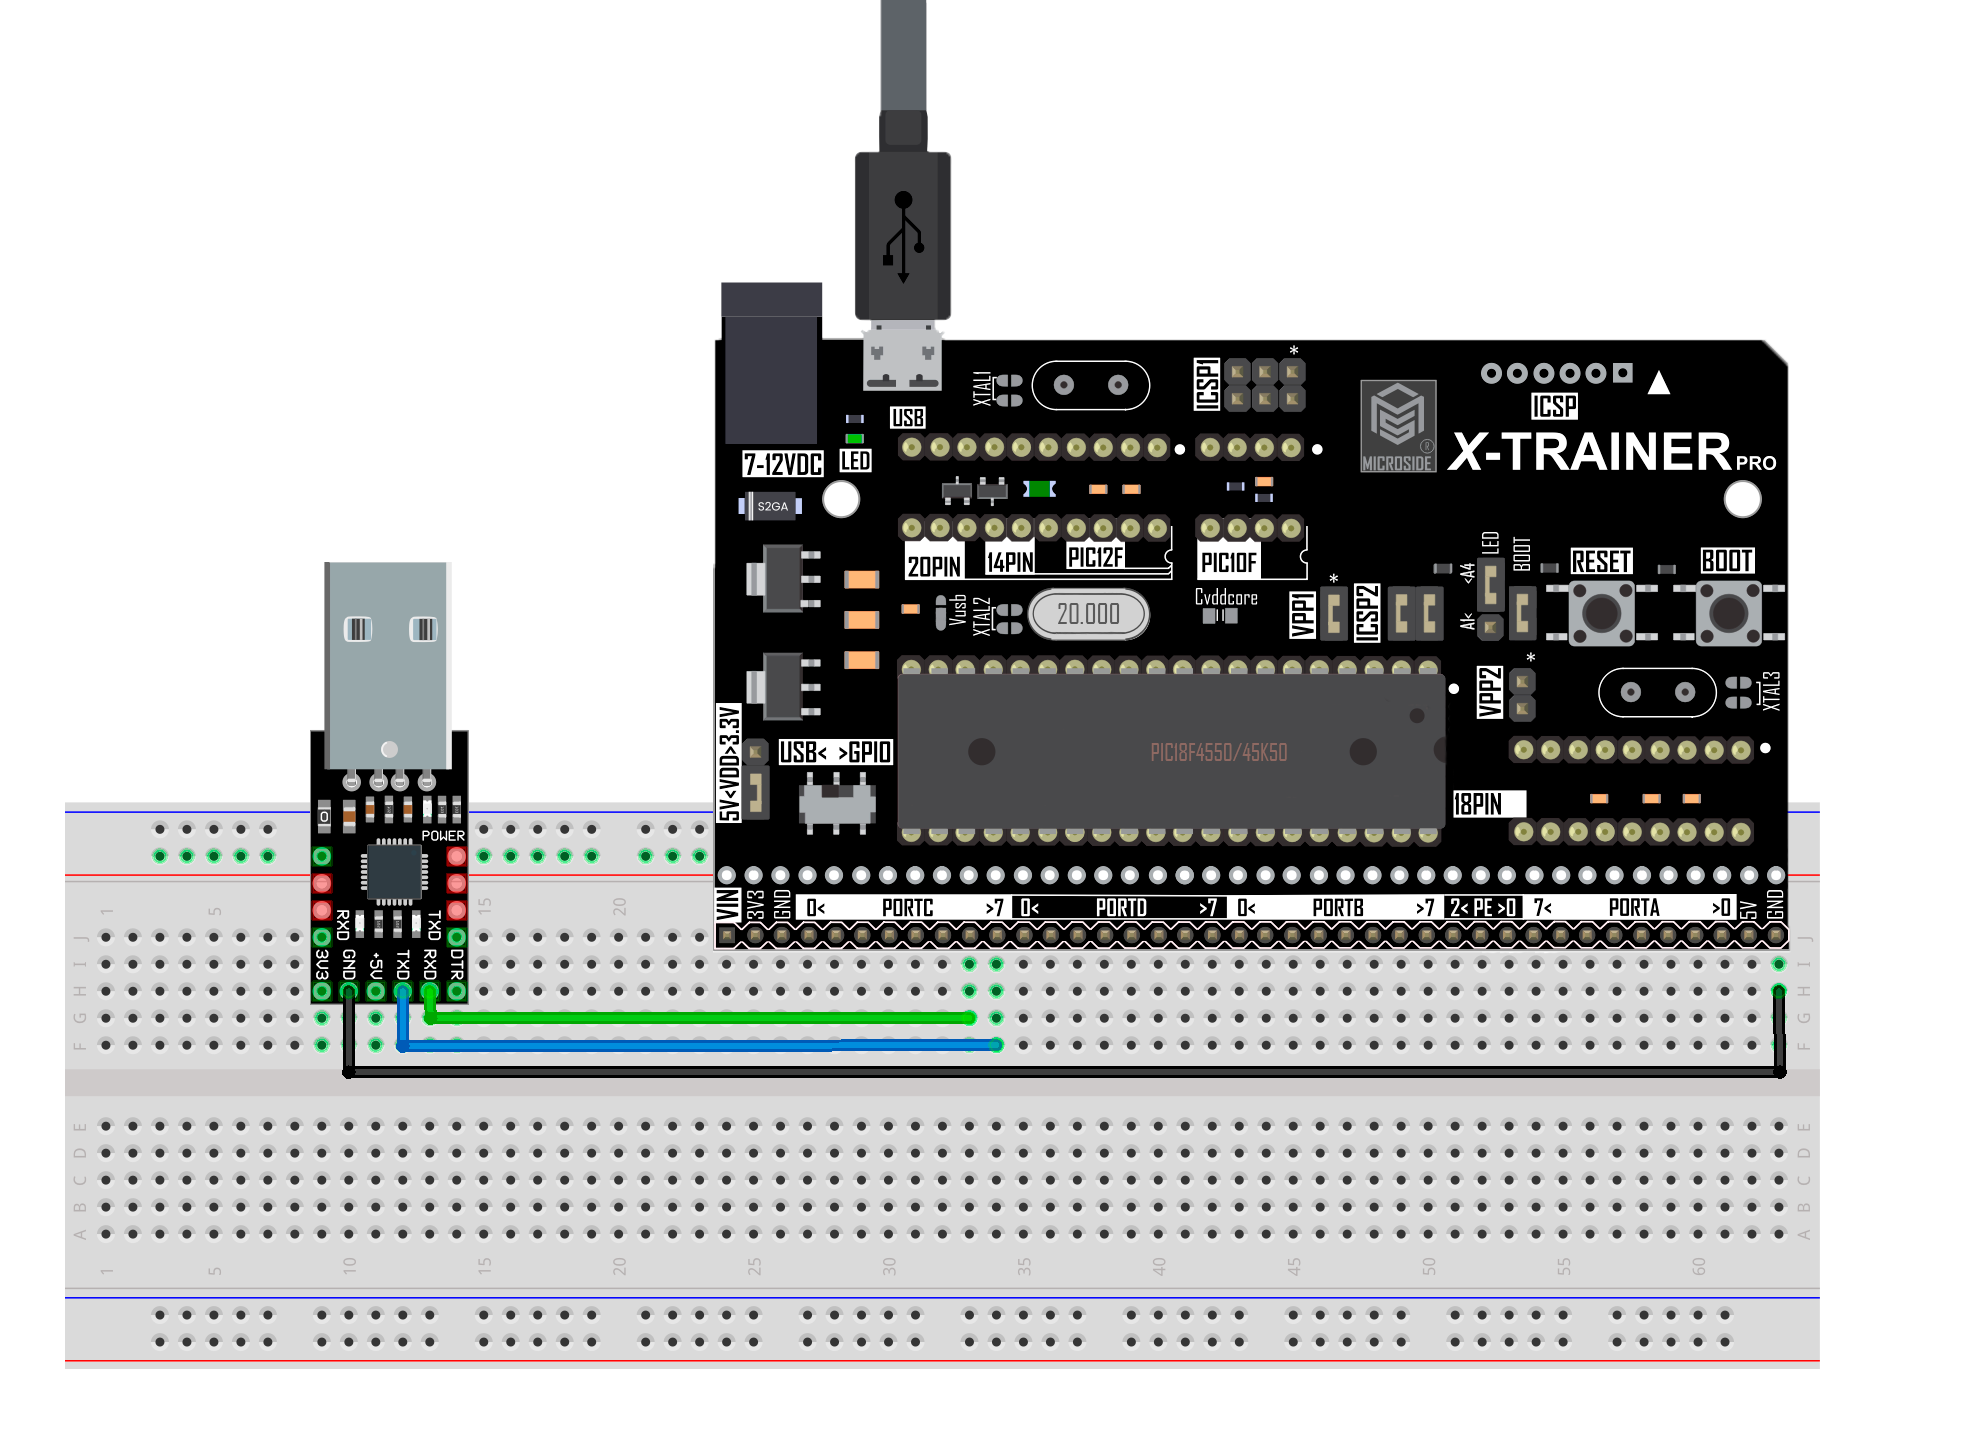 XTAL1
ICSP1
*
ICSP
MICROSIDE
®
X-TRAINER PRO
USB
LED
7-12VDC
S2GA
20PIN
14PIN
PIC12F
PIC10F
<A4
LED
BOOT
A<
RESET
BOOT
Vusb
XTAL2
20.000
Cvddcore
VPP1
*
ICSP2
VPP2
*
XTAL3
5V<VDD>3.3V
USB< >GPIO
PIC18F4550/45K50
18PIN
VIN
3V3
GND
0< PORTC >7
0< PORTD >7
0< PORTB >7
2< PE >0
7< PORTA >0
5V
GND
0
POWER
RXD
TXD
3V3
GND
+5V
TXD
RXD
DTR
1 5 15 20
J J
I I
H H
G G
F F
E E
D D
C C
B B
A A
1 5 10 15 20 25 30 35 40 45 50 55 60